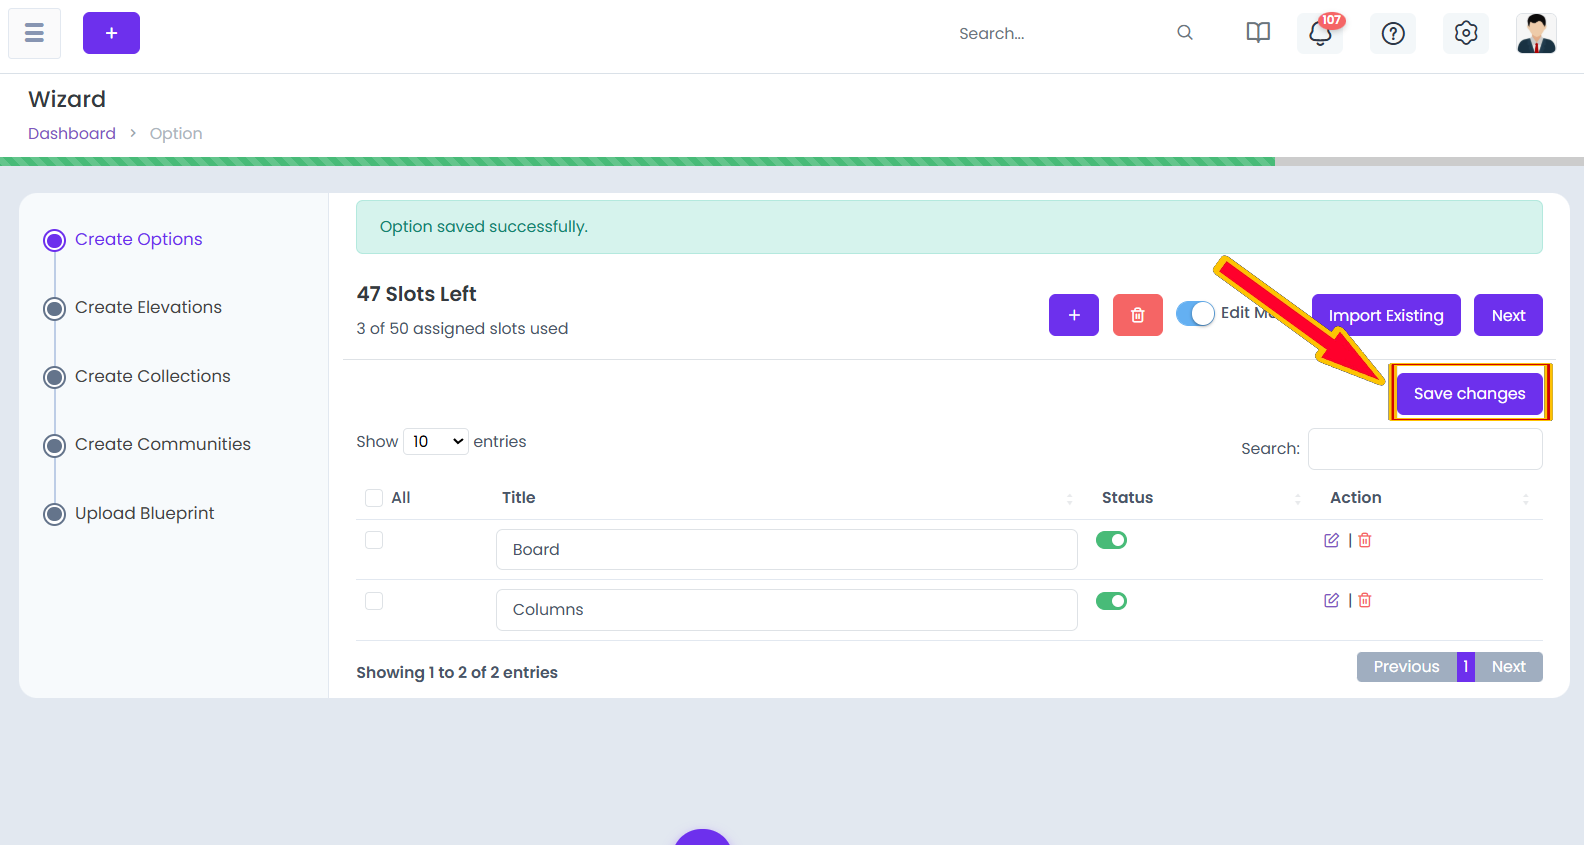 +
Search...
107
Wizard
Dashboard > Option
Create Options
Create Elevations
Create Collections
Create Communities
Upload Blueprint
Option saved successfully.
47 Slots Left
3 of 50 assigned slots used
+
Edit
Import Existing
Next
Save changes
Show 10 entries
Search:
All Title Status Action
Board |
Columns |
Showing 1 to 2 of 2 entries
Previous 1 Next